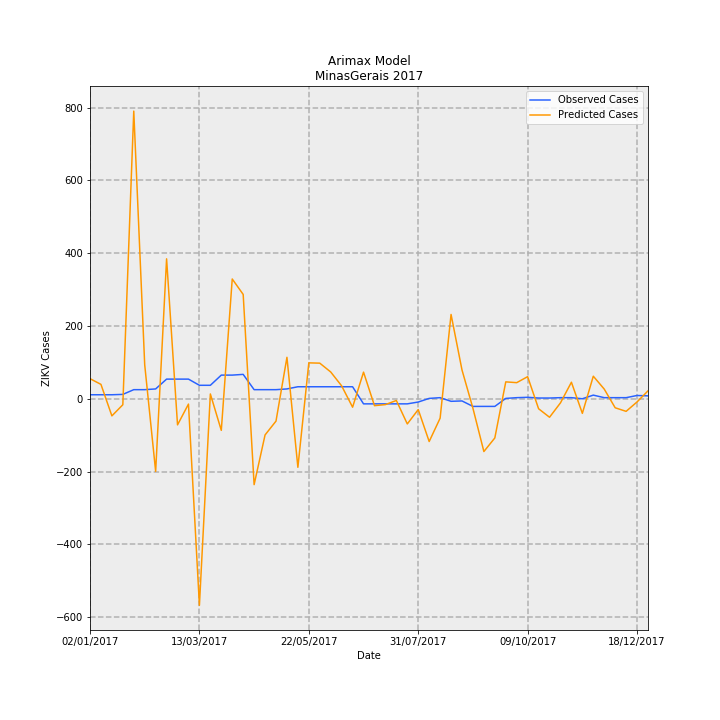 Arimax Model
MinasGerais 2017
Observed Cases
Predicted Cases
ZIKV Cases
800
600
400
200
0
−200
−400
−600
02/01/2017 13/03/2017 22/05/2017 31/07/2017 09/10/2017 18/12/2017
Date